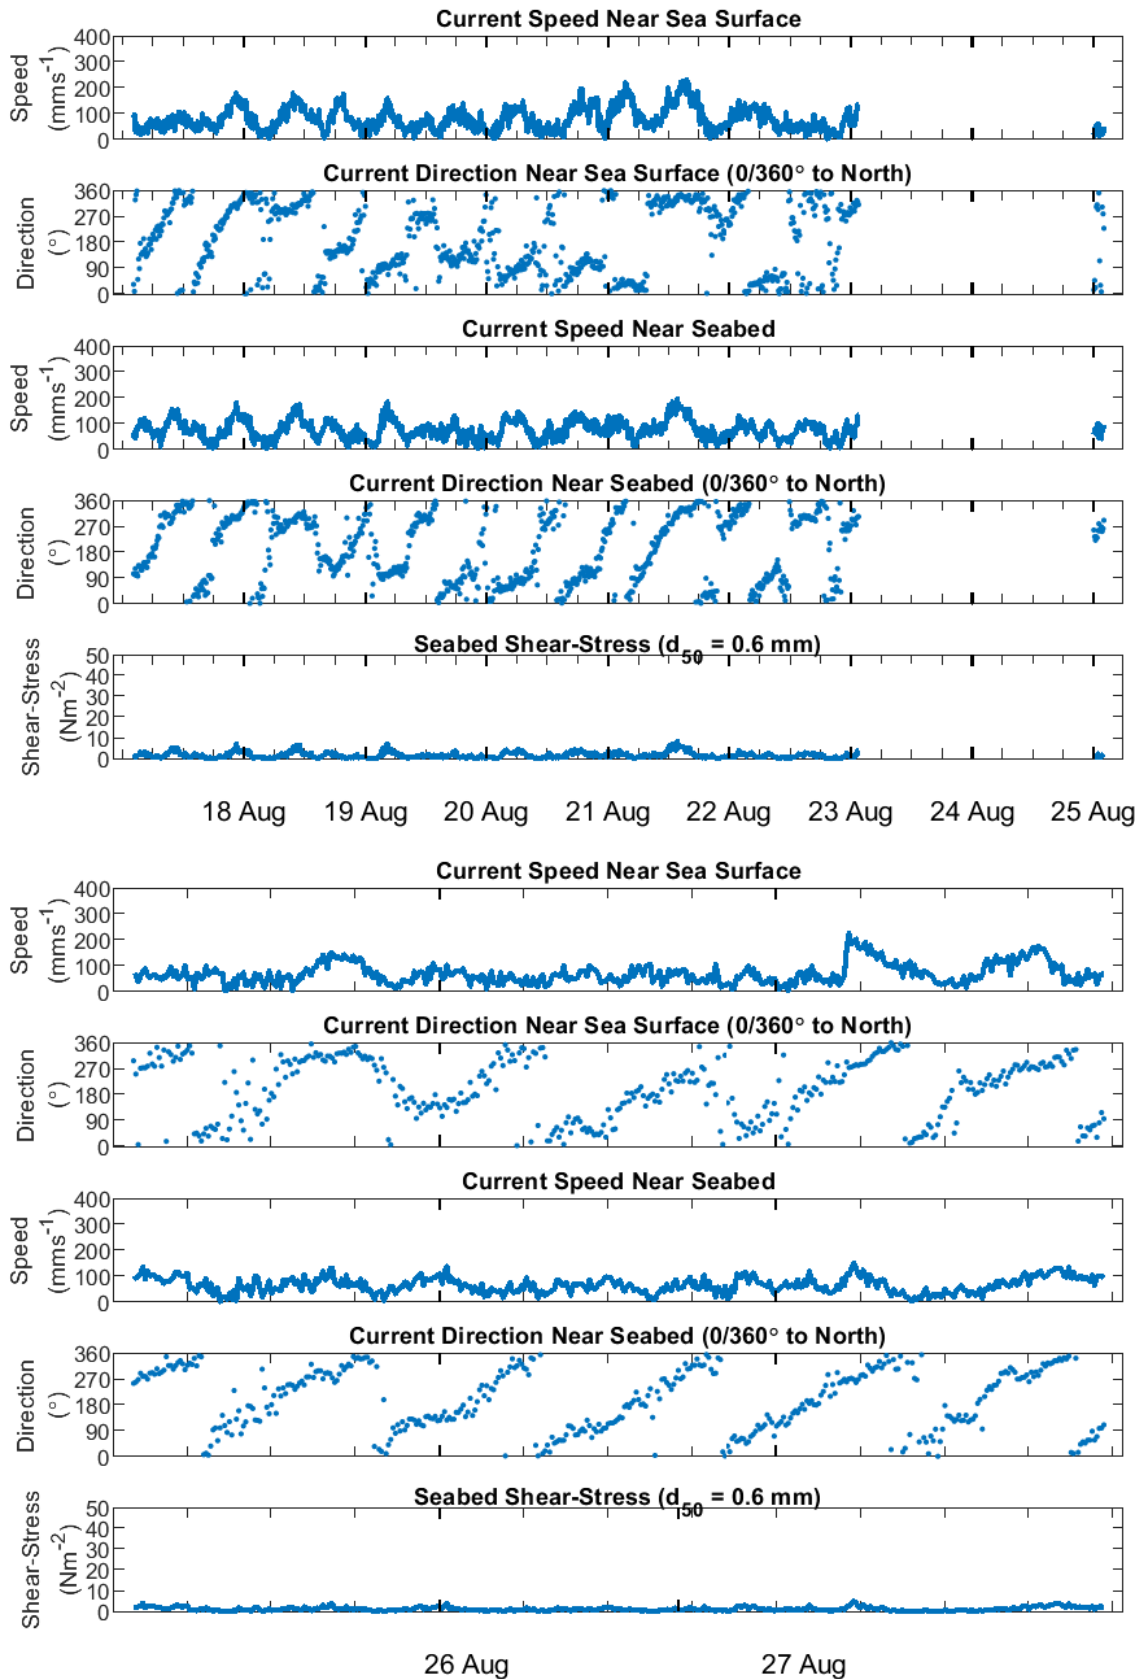 Current Speed Near Sea Surface
Speed
(mms-1)
400
300
200
100
0
Current Direction Near Sea Surface (0/360° to North)
Direction
(°)
360
270
180
90
0
Current Speed Near Seabed
Speed
(mms-1)
400
300
200
100
0
Current Direction Near Seabed (0/360° to North)
Direction
(°)
360
270
180
90
0
Seabed Shear-Stress (d50 = 0.6 mm)
Shear-Stress
(Nm-2)
50
40
30
20
10
0
18 Aug 19 Aug 20 Aug 21 Aug 22 Aug 23 Aug 24 Aug 25 Aug
Current Speed Near Sea Surface
Speed
(mms-1)
400
300
200
100
0
Current Direction Near Sea Surface (0/360° to North)
Direction
(°)
360
270
180
90
0
Current Speed Near Seabed
Speed
(mms-1)
400
300
200
100
0
Current Direction Near Seabed (0/360° to North)
Direction
(°)
360
270
180
90
0
Seabed Shear-Stress (d50 = 0.6 mm)
Shear-Stress
(Nm-2)
50
40
30
20
10
0
26 Aug 27 Aug